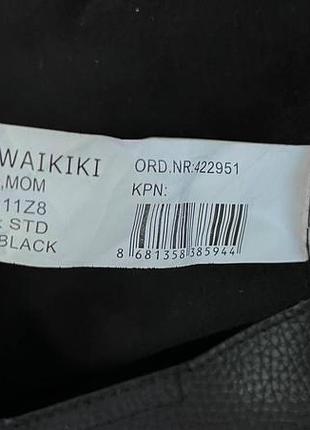 WAIKIKI
,MOM
11Z8
: STD
BLACK
ORD.NR:422951
KPN:
8 681358 385944